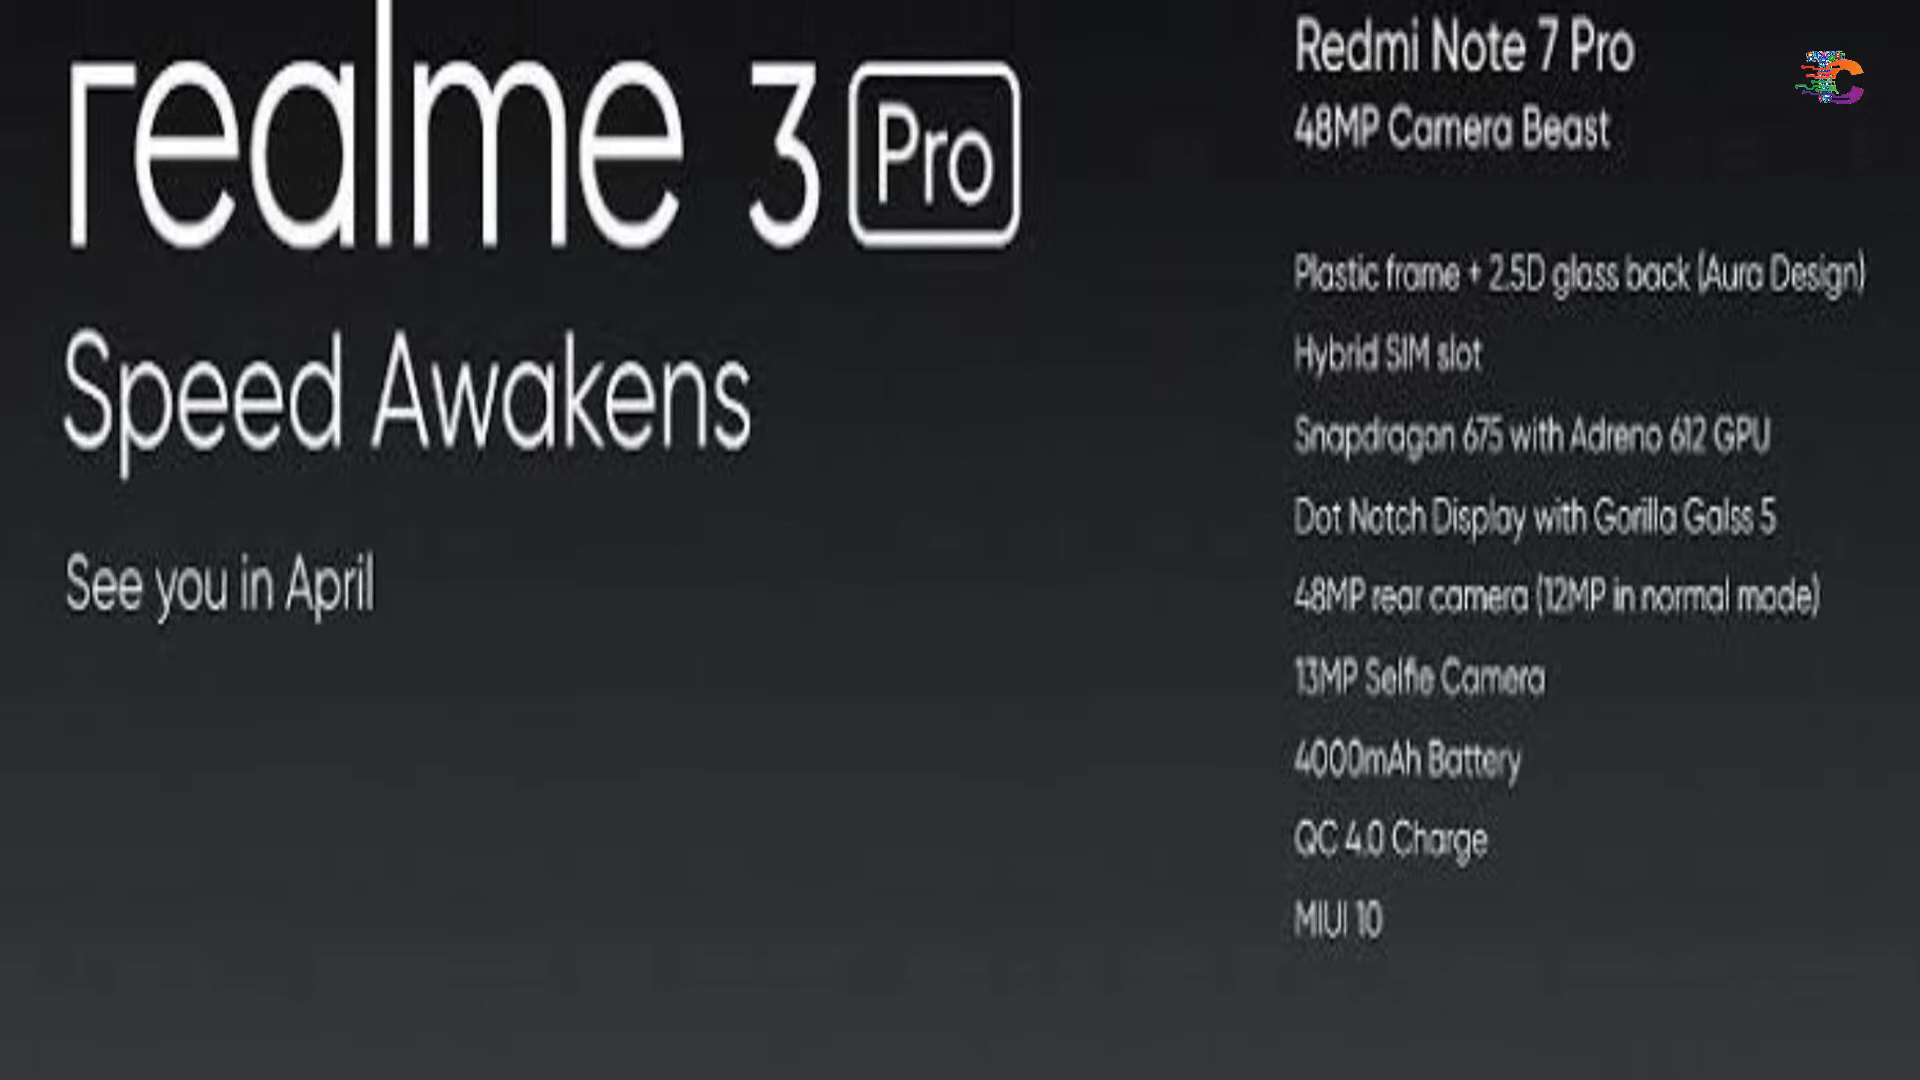 realme 3 Pro
Speed Awakens
See you in April
Redmi Note 7 Pro
48MP Camera Beast
Plastic frame + 2.5D glass back (Aura Design)
Hybrid SIM slot
Snapdragon 675 with Adreno 612 GPU
Dot Notch Display with Gorilla Galss 5
48MP rear camera (12MP in normal mode)
13MP Selfie Camera
4000mAh Battery
QC 4.0 Charge
MIUI 10